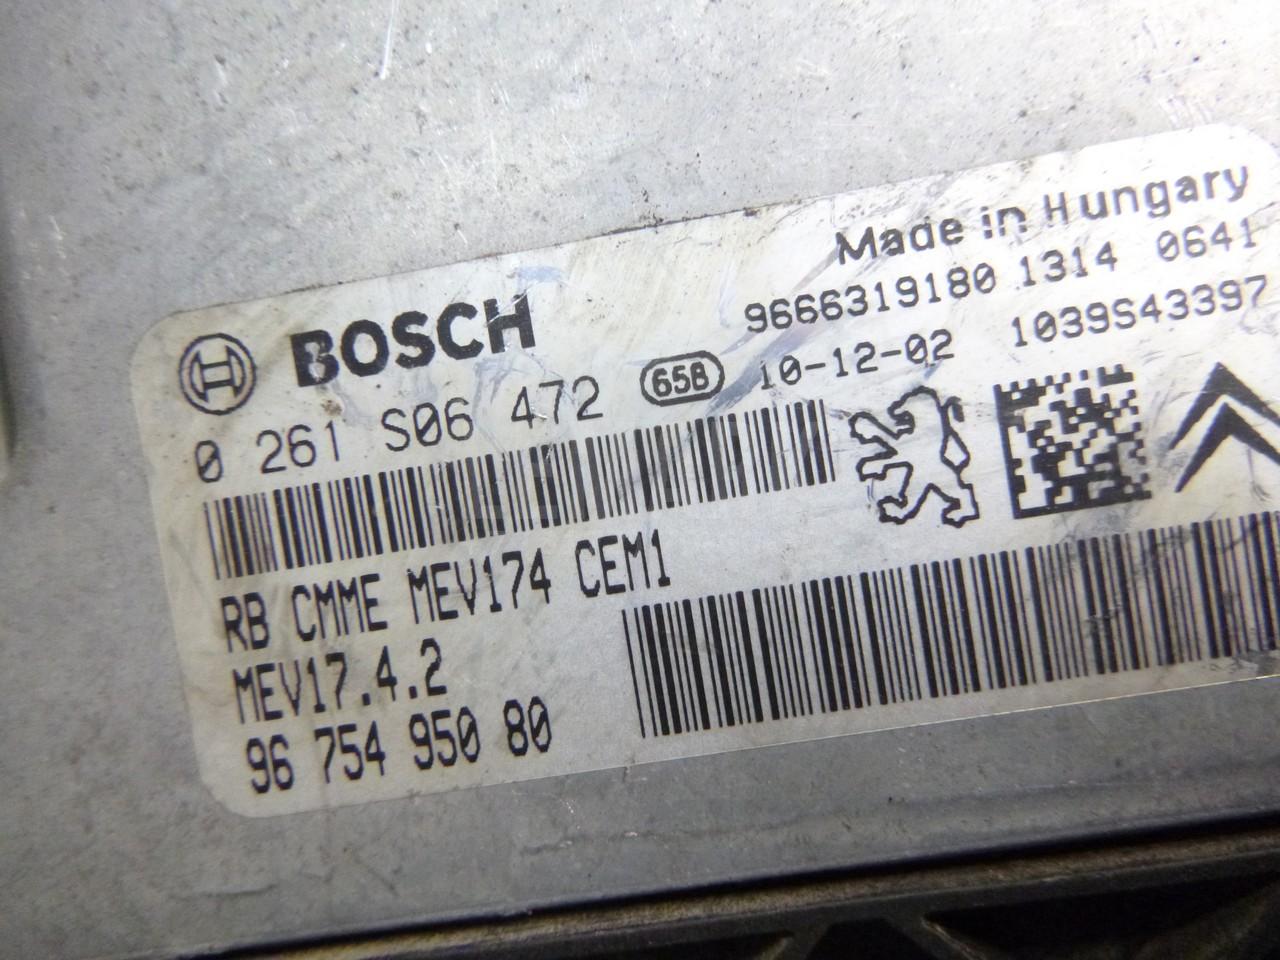 Made in Hungary
9666319180 1314 0641
BOSCH
0 261 S06 472 658 10-12-02 1039S43397
RB CMME MEV174 CEM1
MEV17.4.2
96 754 950 80